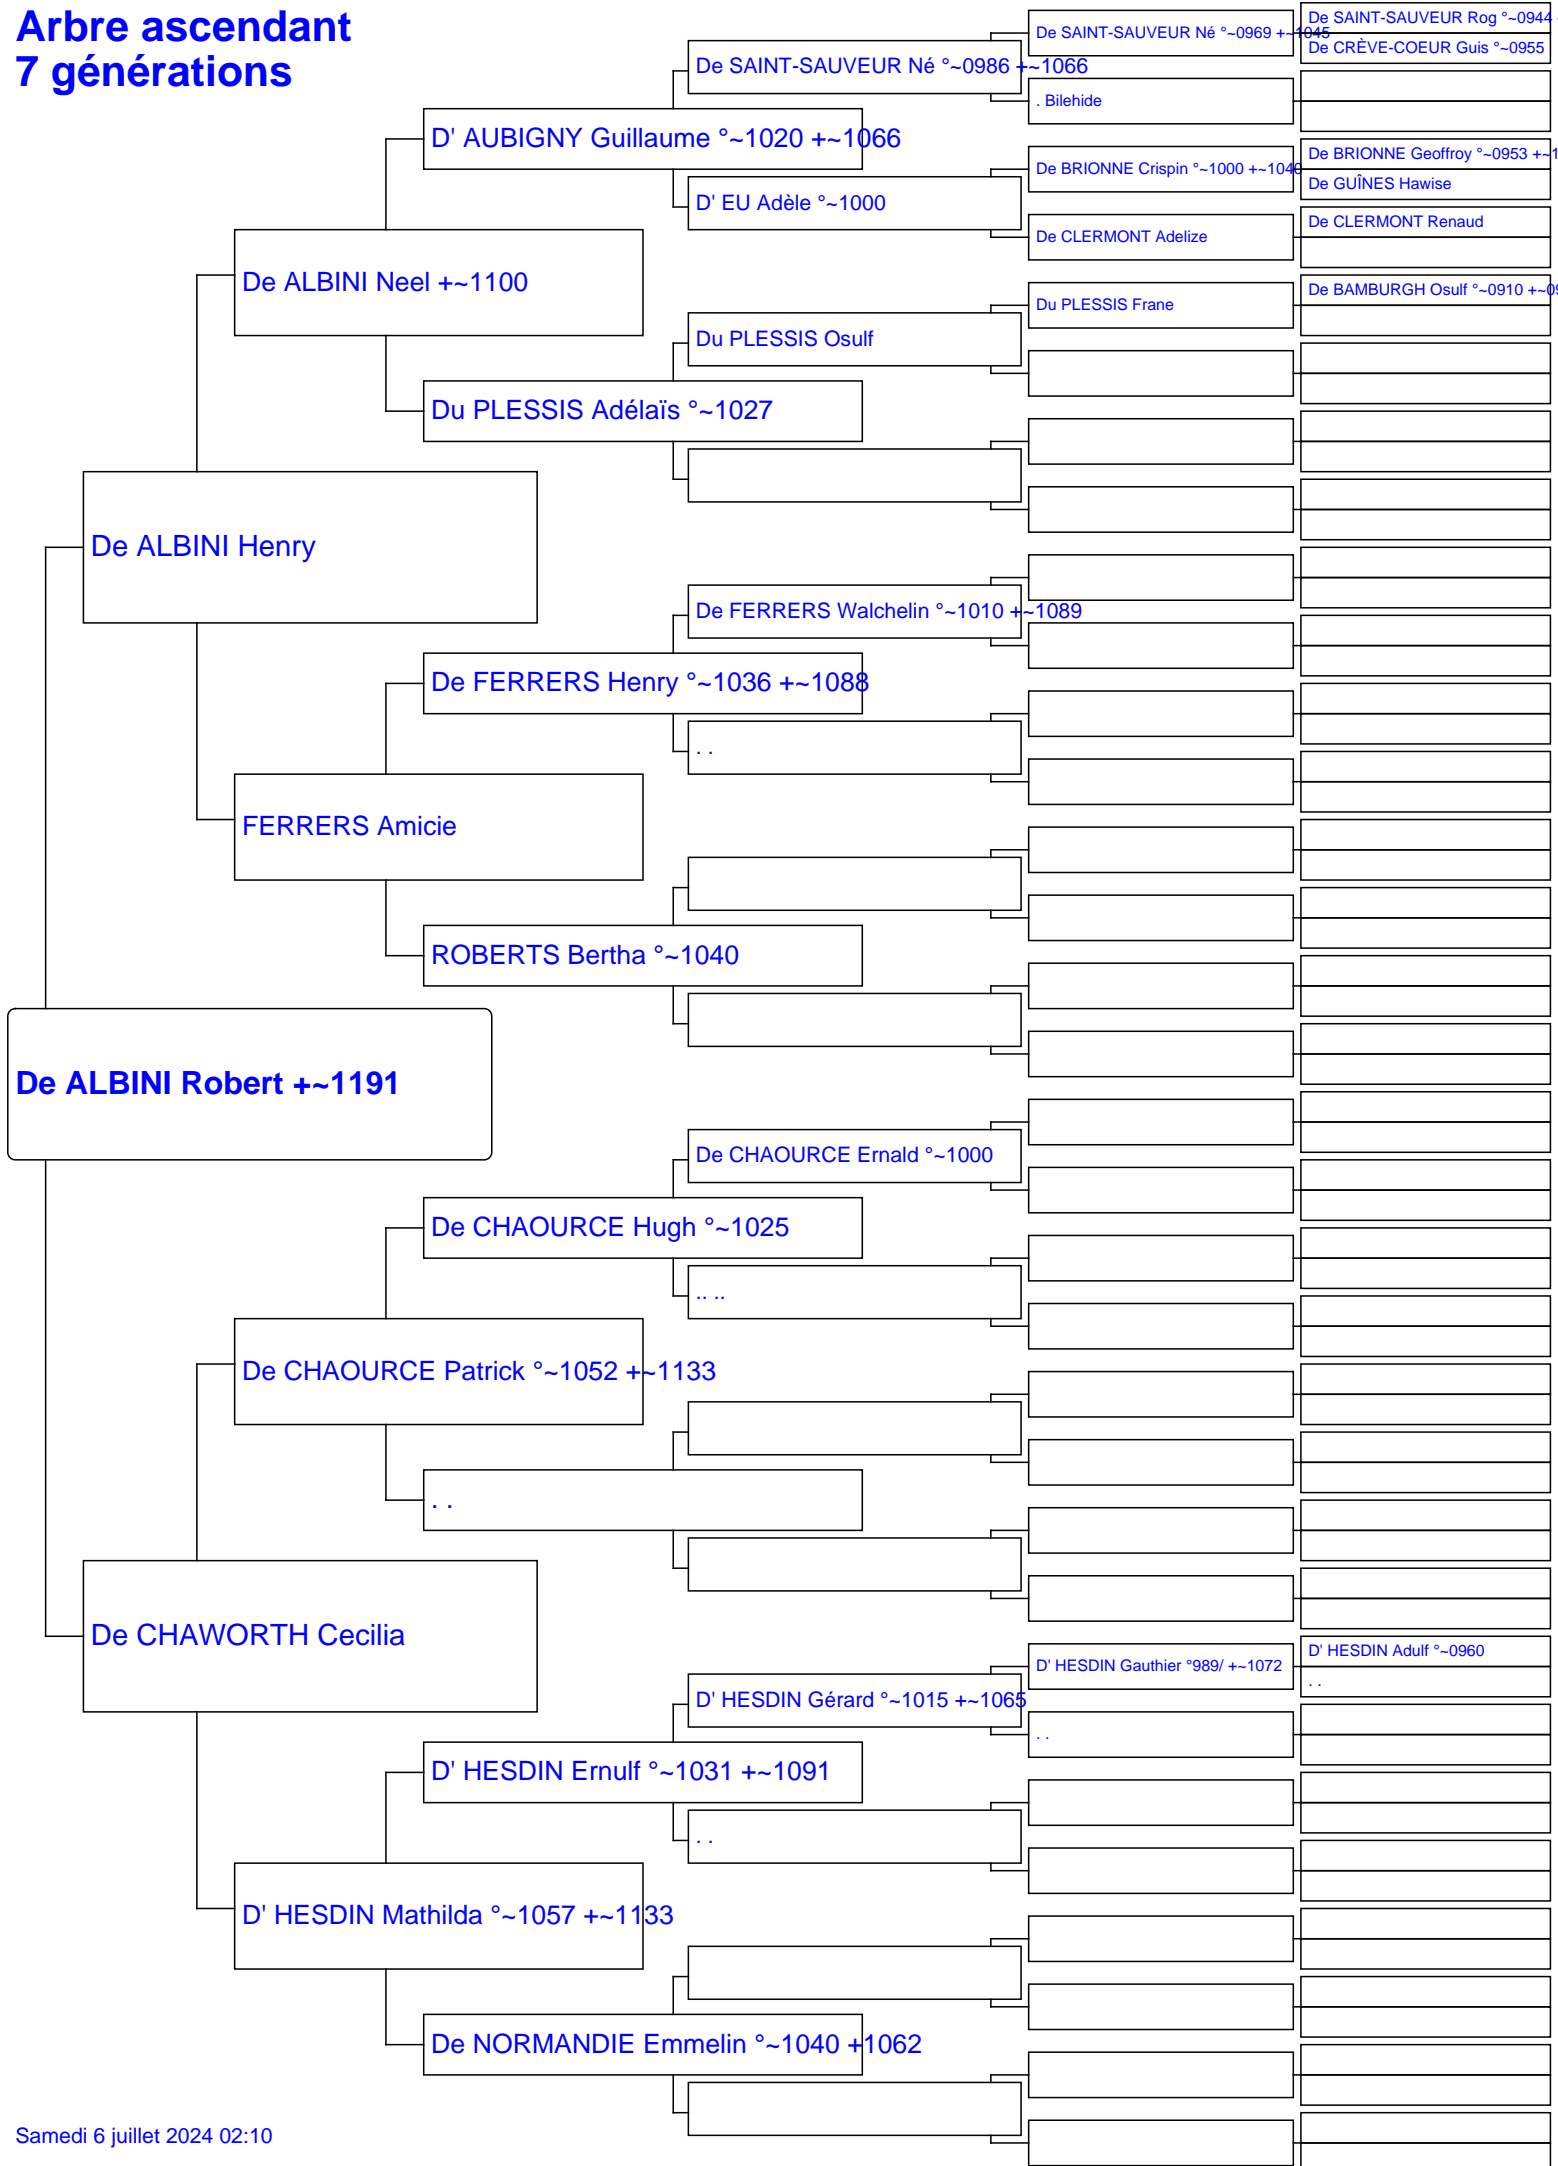 Arbre ascendant
7 générations
De SAINT-SAUVEUR Rog °~0944
De SAINT-SAUVEUR Né °~0969 +~1045
De CRÈVE-COEUR Guis °~0955
De SAINT-SAUVEUR Né °~0986 +~1066
. Bilehide
D' AUBIGNY Guillaume °~1020 +~1066
De BRIONNE Geoffroy °~0953 +~1
De BRIONNE Crispin °~1000 +~1040
De GUÎNES Hawise
D' EU Adèle °~1000
De CLERMONT Renaud
De CLERMONT Adelize
De ALBINI Neel +~1100
De BAMBURGH Osulf °~0910 +~09
Du PLESSIS Frane
Du PLESSIS Osulf
Du PLESSIS Adélaïs °~1027
De ALBINI Henry
De FERRERS Walchelin °~1010 +~1089
De FERRERS Henry °~1036 +~1088
. .
FERRERS Amicie
ROBERTS Bertha °~1040
De ALBINI Robert +~1191
De CHAOURCE Ernald °~1000
De CHAOURCE Hugh °~1025
.. ..
De CHAOURCE Patrick °~1052 +~1133
. .
De CHAWORTH Cecilia
D' HESDIN Adulf °~0960
D' HESDIN Gauthier °989/ +~1072
. .
D' HESDIN Gérard °~1015 +~1065
. .
D' HESDIN Ernulf °~1031 +~1091
. .
D' HESDIN Mathilda °~1057 +~1133
De NORMANDIE Emmelin °~1040 +1062
Samedi 6 juillet 2024 02:10